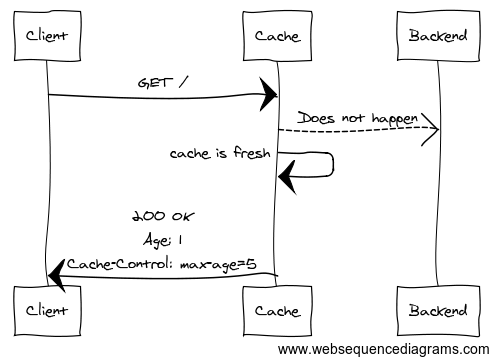 Client
Cache
Backend
GET /
Does not happen
cache is fresh
200 OK
Age: 1
Cache-Control: max-age=5
Client
Cache
Backend
www.websequencediagrams.com